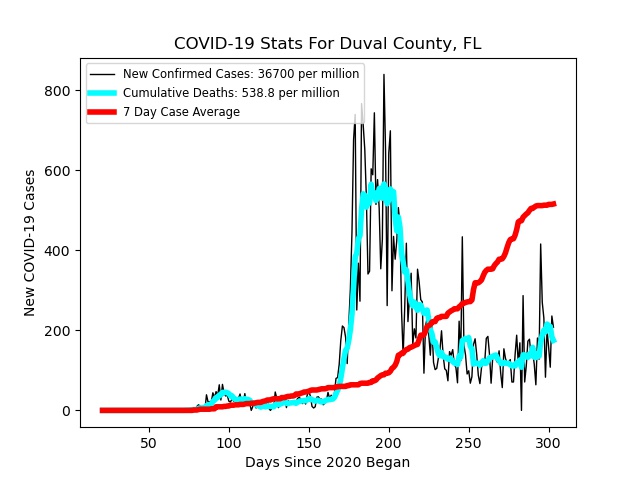 COVID-19 Stats For Duval County, FL
New Confirmed Cases: 36700 per million
Cumulative Deaths: 538.8 per million
7 Day Case Average
New COVID-19 Cases
800
600
400
200
0
50 100 150 200 250 300
Days Since 2020 Began